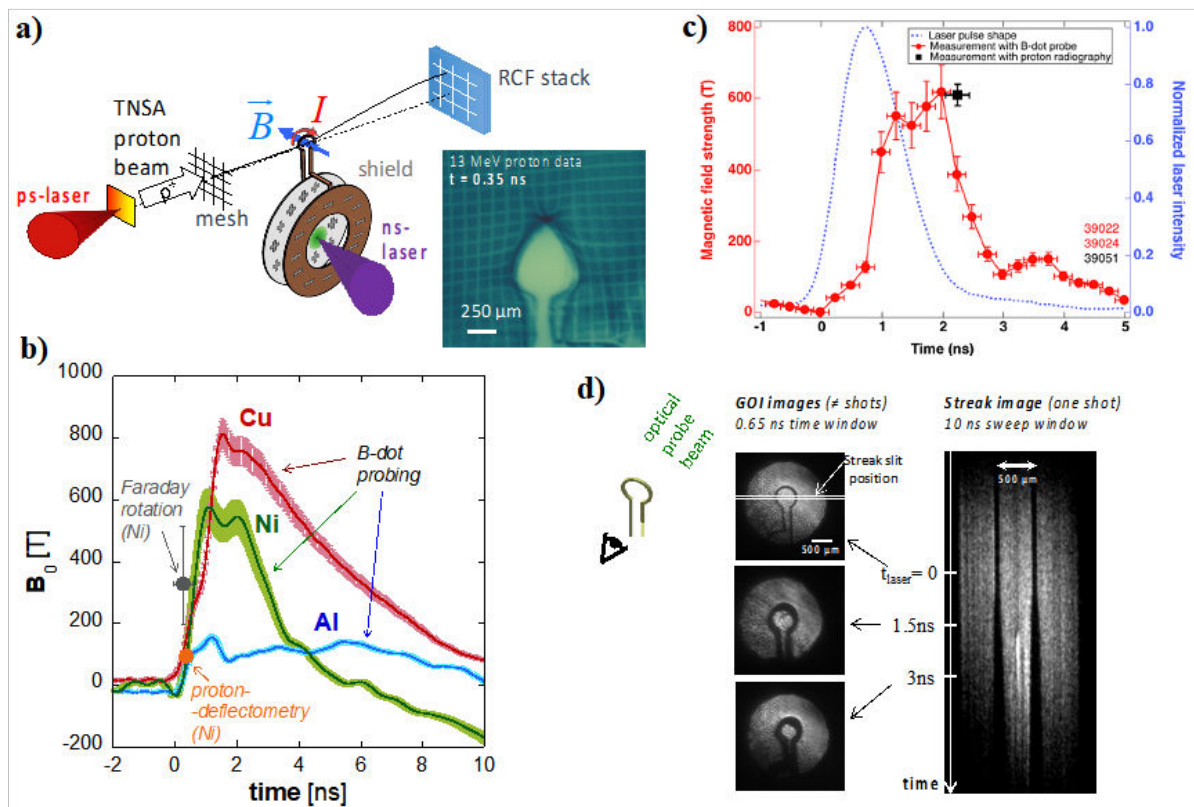 a)
TNSA
proton
beam
ps-laser
p+
mesh
B
I
shield
ns-
laser
RCF stack
13 MeV proton data
t = 0.35 ns
250 µm
b)
1000
800
600
400
200
0
-200
B0 [T]
Cu
B-dot
probing
Faraday
rotation
(Ni)
Ni
Al
proton-
-deflectometry
(Ni)
-2
0
2
4
6
8
10
time [ns]
c)
800
600
400
200
0
Magnetic field strength (T)
Laser pulse shape
Measurement with B-dot probe
Measurement with proton radiography
39022
39024
39051
1.0
0.8
0.6
0.4
0.2
0.0
Normalized laser intensity
-1
0
1
2
3
4
5
Time (ns)
d)
optical
probe
beam
GOI images (≠ shots)
0.65 ns time window
Streak image (one shot)
10 ns sweep window
Streak slit
position
500 µm
500 µm
tlaser= 0
1.5ns
3ns
time